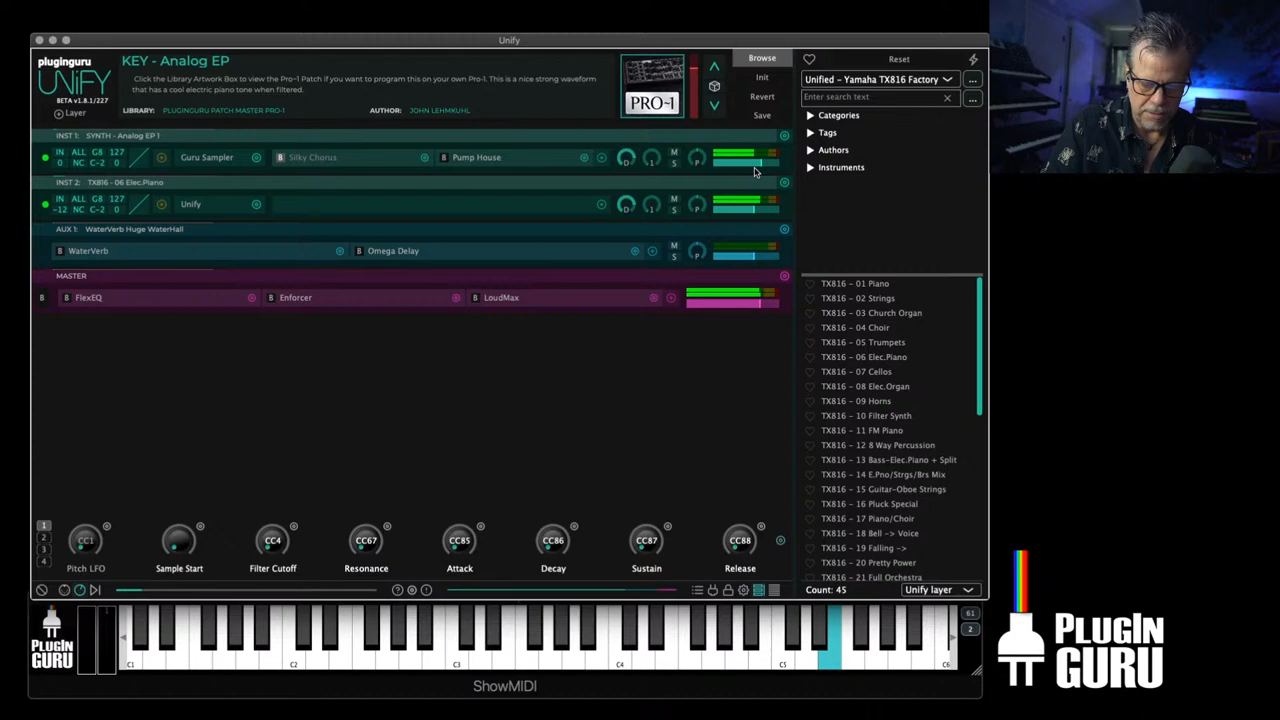 Unify
pluginguru
UNIFY
BETA v1.8.1/227
Layer
KEY - Analog EP
Click the Library Artwork Box to view the Pro-1 Patch if you want to program this on your own Pro-1. This is a nice strong waveform
that has a cool electric piano tone when filtered.
LIBRARY: PLUGINGURU PATCH MASTER PRO-1 AUTHOR: JOHN LEHMKUHL
PRO~1
Browse
Init
Revert
Save
Reset
Unified - Yamaha TX816 Factory
...
Enter search text
...
Categories
Tags
Authors
Instruments
INST 1: SYNTH - Analog EP 1
IN ALL G8 127
0 NC C-2 0
Guru Sampler
B Silky Chorus
B Pump House
D 1 M S P
INST 2: TX816 - 06 Elec.Piano
IN ALL G8 127
-12 NC C-2 0
Unify
D 1 M S P
AUX 1: WaterVerb Huge WaterHall
B WaterVerb
B Omega Delay
M S P
MASTER
B
B FlexEQ
B Enforcer
B LoudMax
TX816 - 01 Piano
TX816 - 02 Strings
TX816 - 03 Church Organ
TX816 - 04 Choir
TX816 - 05 Trumpets
TX816 - 06 Elec.Piano
TX816 - 07 Cellos
TX816 - 08 Elec.Organ
TX816 - 09 Horns
TX816 - 10 Filter Synth
TX816 - 11 FM Piano
TX816 - 12 8 Way Percussion
TX816 - 13 Bass-Elec.Piano + Split
TX816 - 14 E.Pno/Strgs/Brs Mix
TX816 - 15 Guitar-Oboe Strings
TX816 - 16 Pluck Special
TX816 - 17 Piano/Choir
TX816 - 18 Bell -> Voice
TX816 - 19 Falling ->
TX816 - 20 Pretty Power
TX816 - 21 Full Orchestra
Count: 45
Unify layer
1
2
3
4
CC1 CC4 CC67 CC85 CC86 CC87 CC88
Pitch LFO Sample Start Filter Cutoff Resonance Attack Decay Sustain Release
PLUGIN
GURU
C1 C2 C3 C4 C5 C6
61
2
ShowMIDI
PLUGIN
GURU